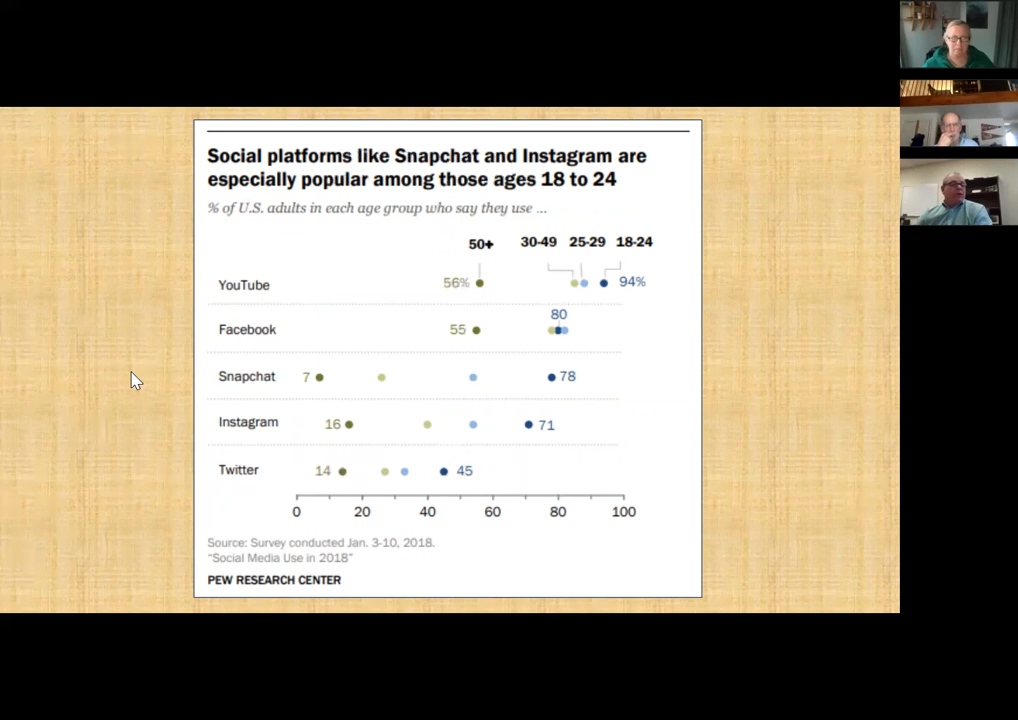 Social platforms like Snapchat and Instagram are
especially popular among those ages 18 to 24
% of U.S. adults in each age group who say they use ...
50+ 30-49 25-29 18-24
YouTube 56% 94%
80
Facebook 55
Snapchat 7 78
Instagram 16 71
Twitter 14 45
0 20 40 60 80 100
Source: Survey conducted Jan. 3-10, 2018.
“Social Media Use in 2018”
PEW RESEARCH CENTER